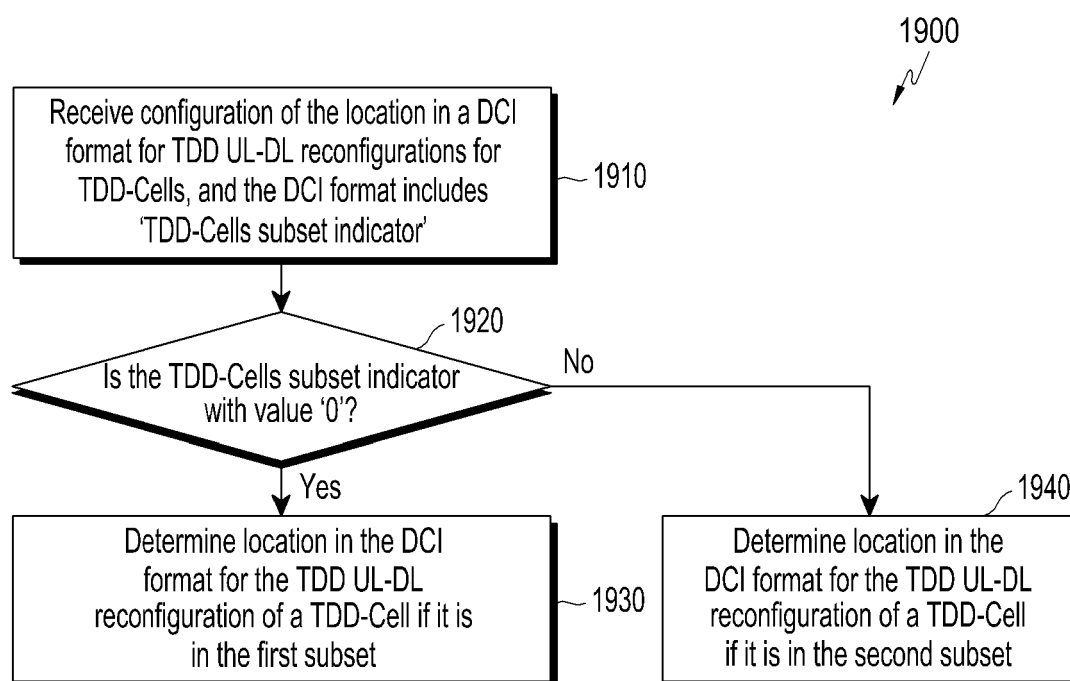 1900
Receive configuration of the location in a DCI
format for TDD UL-DL reconfigurations for
TDD-Cells, and the DCI format includes
‘TDD-Cells subset indicator’
1910
1920
Is the TDD-Cells subset indicator
with value ‘0’?
No
Yes
Determine location in the DCI
format for the TDD UL-DL
reconfiguration of a TDD-Cell if it is
in the first subset
1930
1940
Determine location in the
DCI format for the TDD UL-DL
reconfiguration of a TDD-Cell
if it is in the second subset